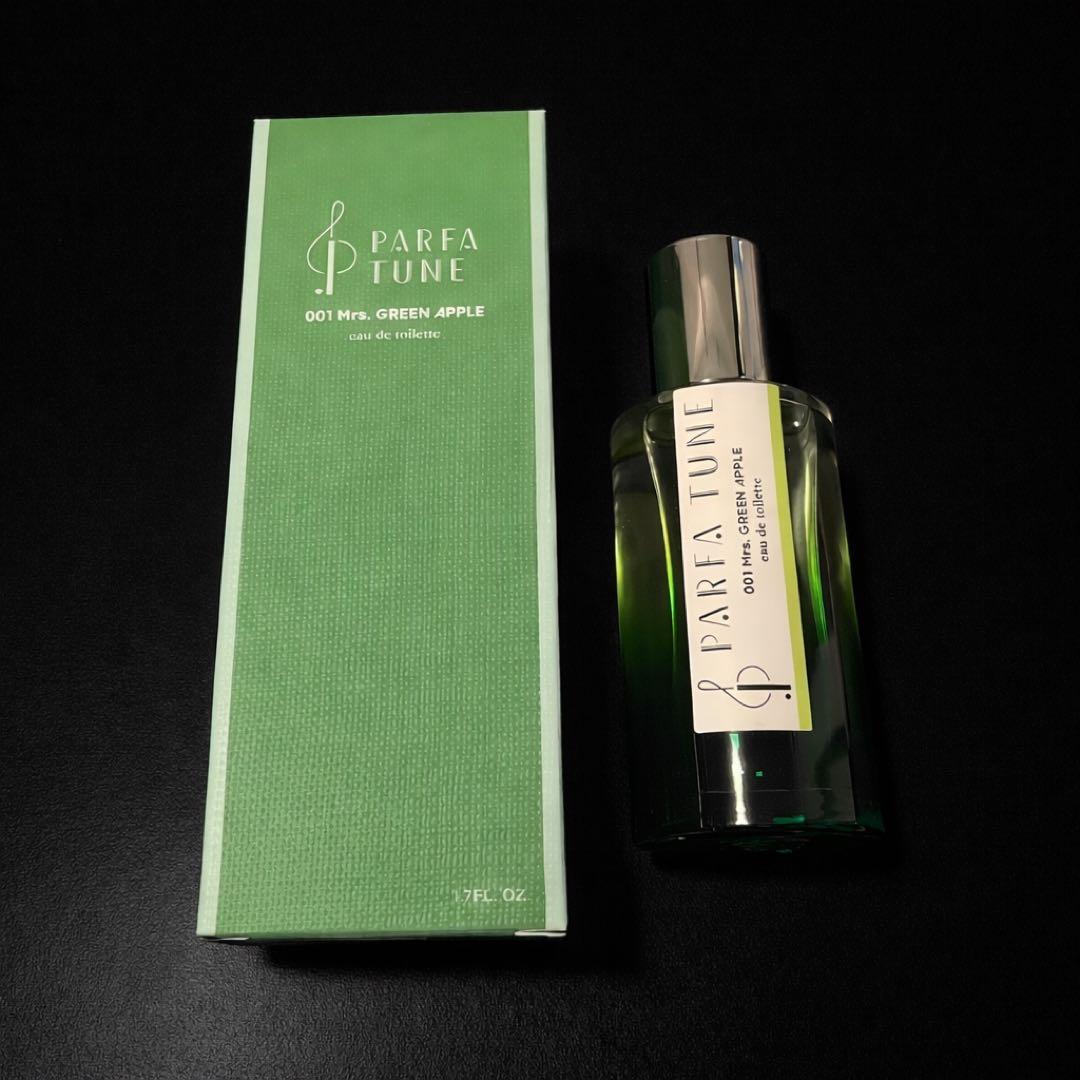 PARFA
TUNE
001 Mrs. GREEN APPLE
eau de toilette
1.7FL. OZ.
PARFA TUNE
001 Mrs. GREEN APPLE
eau de toilette